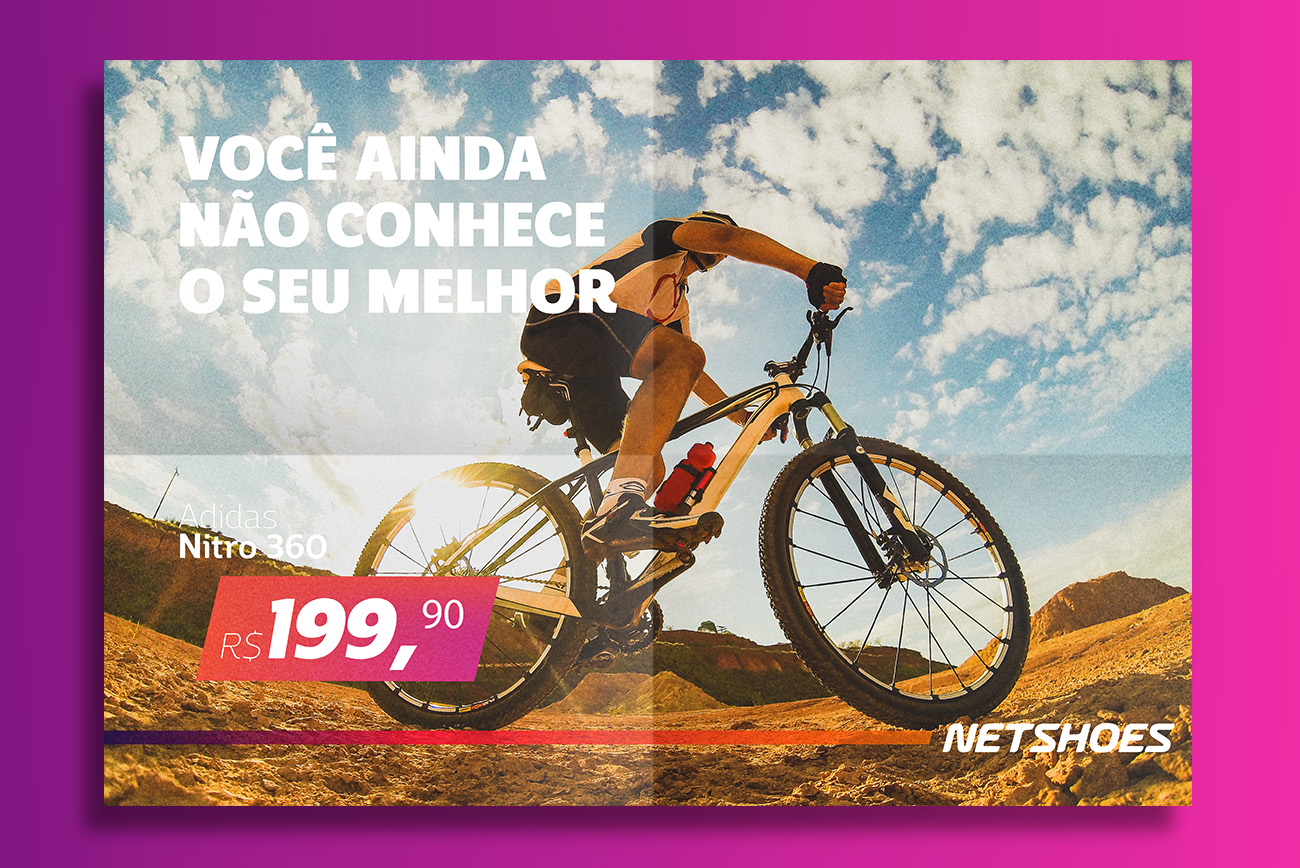 VOCÊ AINDA
NÃO CONHECE
O SEU MELHOR
Adidas
Nitro 360
R$199,90
NETSHOES